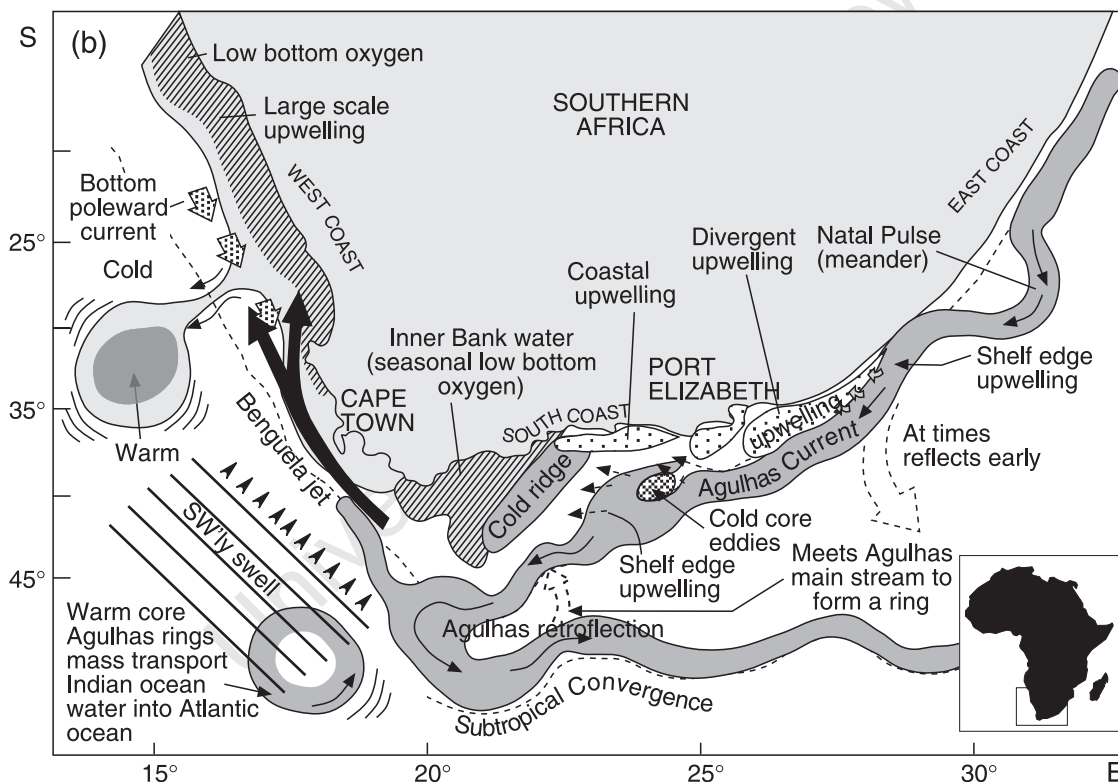 S
(b)
Low bottom oxygen
Large scale
upwelling
SOUTHERN
AFRICA
WEST COAST
EAST COAST
Bottom
poleward
current
25°
Cold
Divergent
upwelling
Natal Pulse
(meander)
Coastal
upwelling
Inner Bank water
(seasonal low bottom
oxygen)
PORT
ELIZABETH
Shelf edge
upwelling
CAPE
TOWN
SOUTH COAST
35°
Warm
Benguela jet
upwelling
Agulhas Current
At times
reflects early
Cold ridge
Cold core
eddies
SW'ly swell
Shelf edge
upwelling
Meets Agulhas
main stream to
form a ring
45°
Warm core
Agulhas rings
mass transport
Indian ocean
water into Atlantic
ocean
Agulhas retroflection
Subtropical Convergence
15°
20°
25°
30°
E